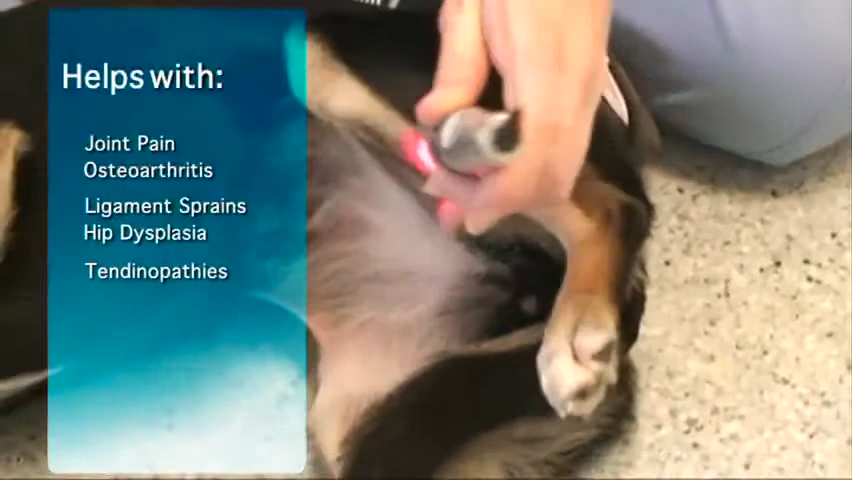 Helps with:
Joint Pain
Osteoarthritis
Ligament Sprains
Hip Dysplasia
Tendinopathies